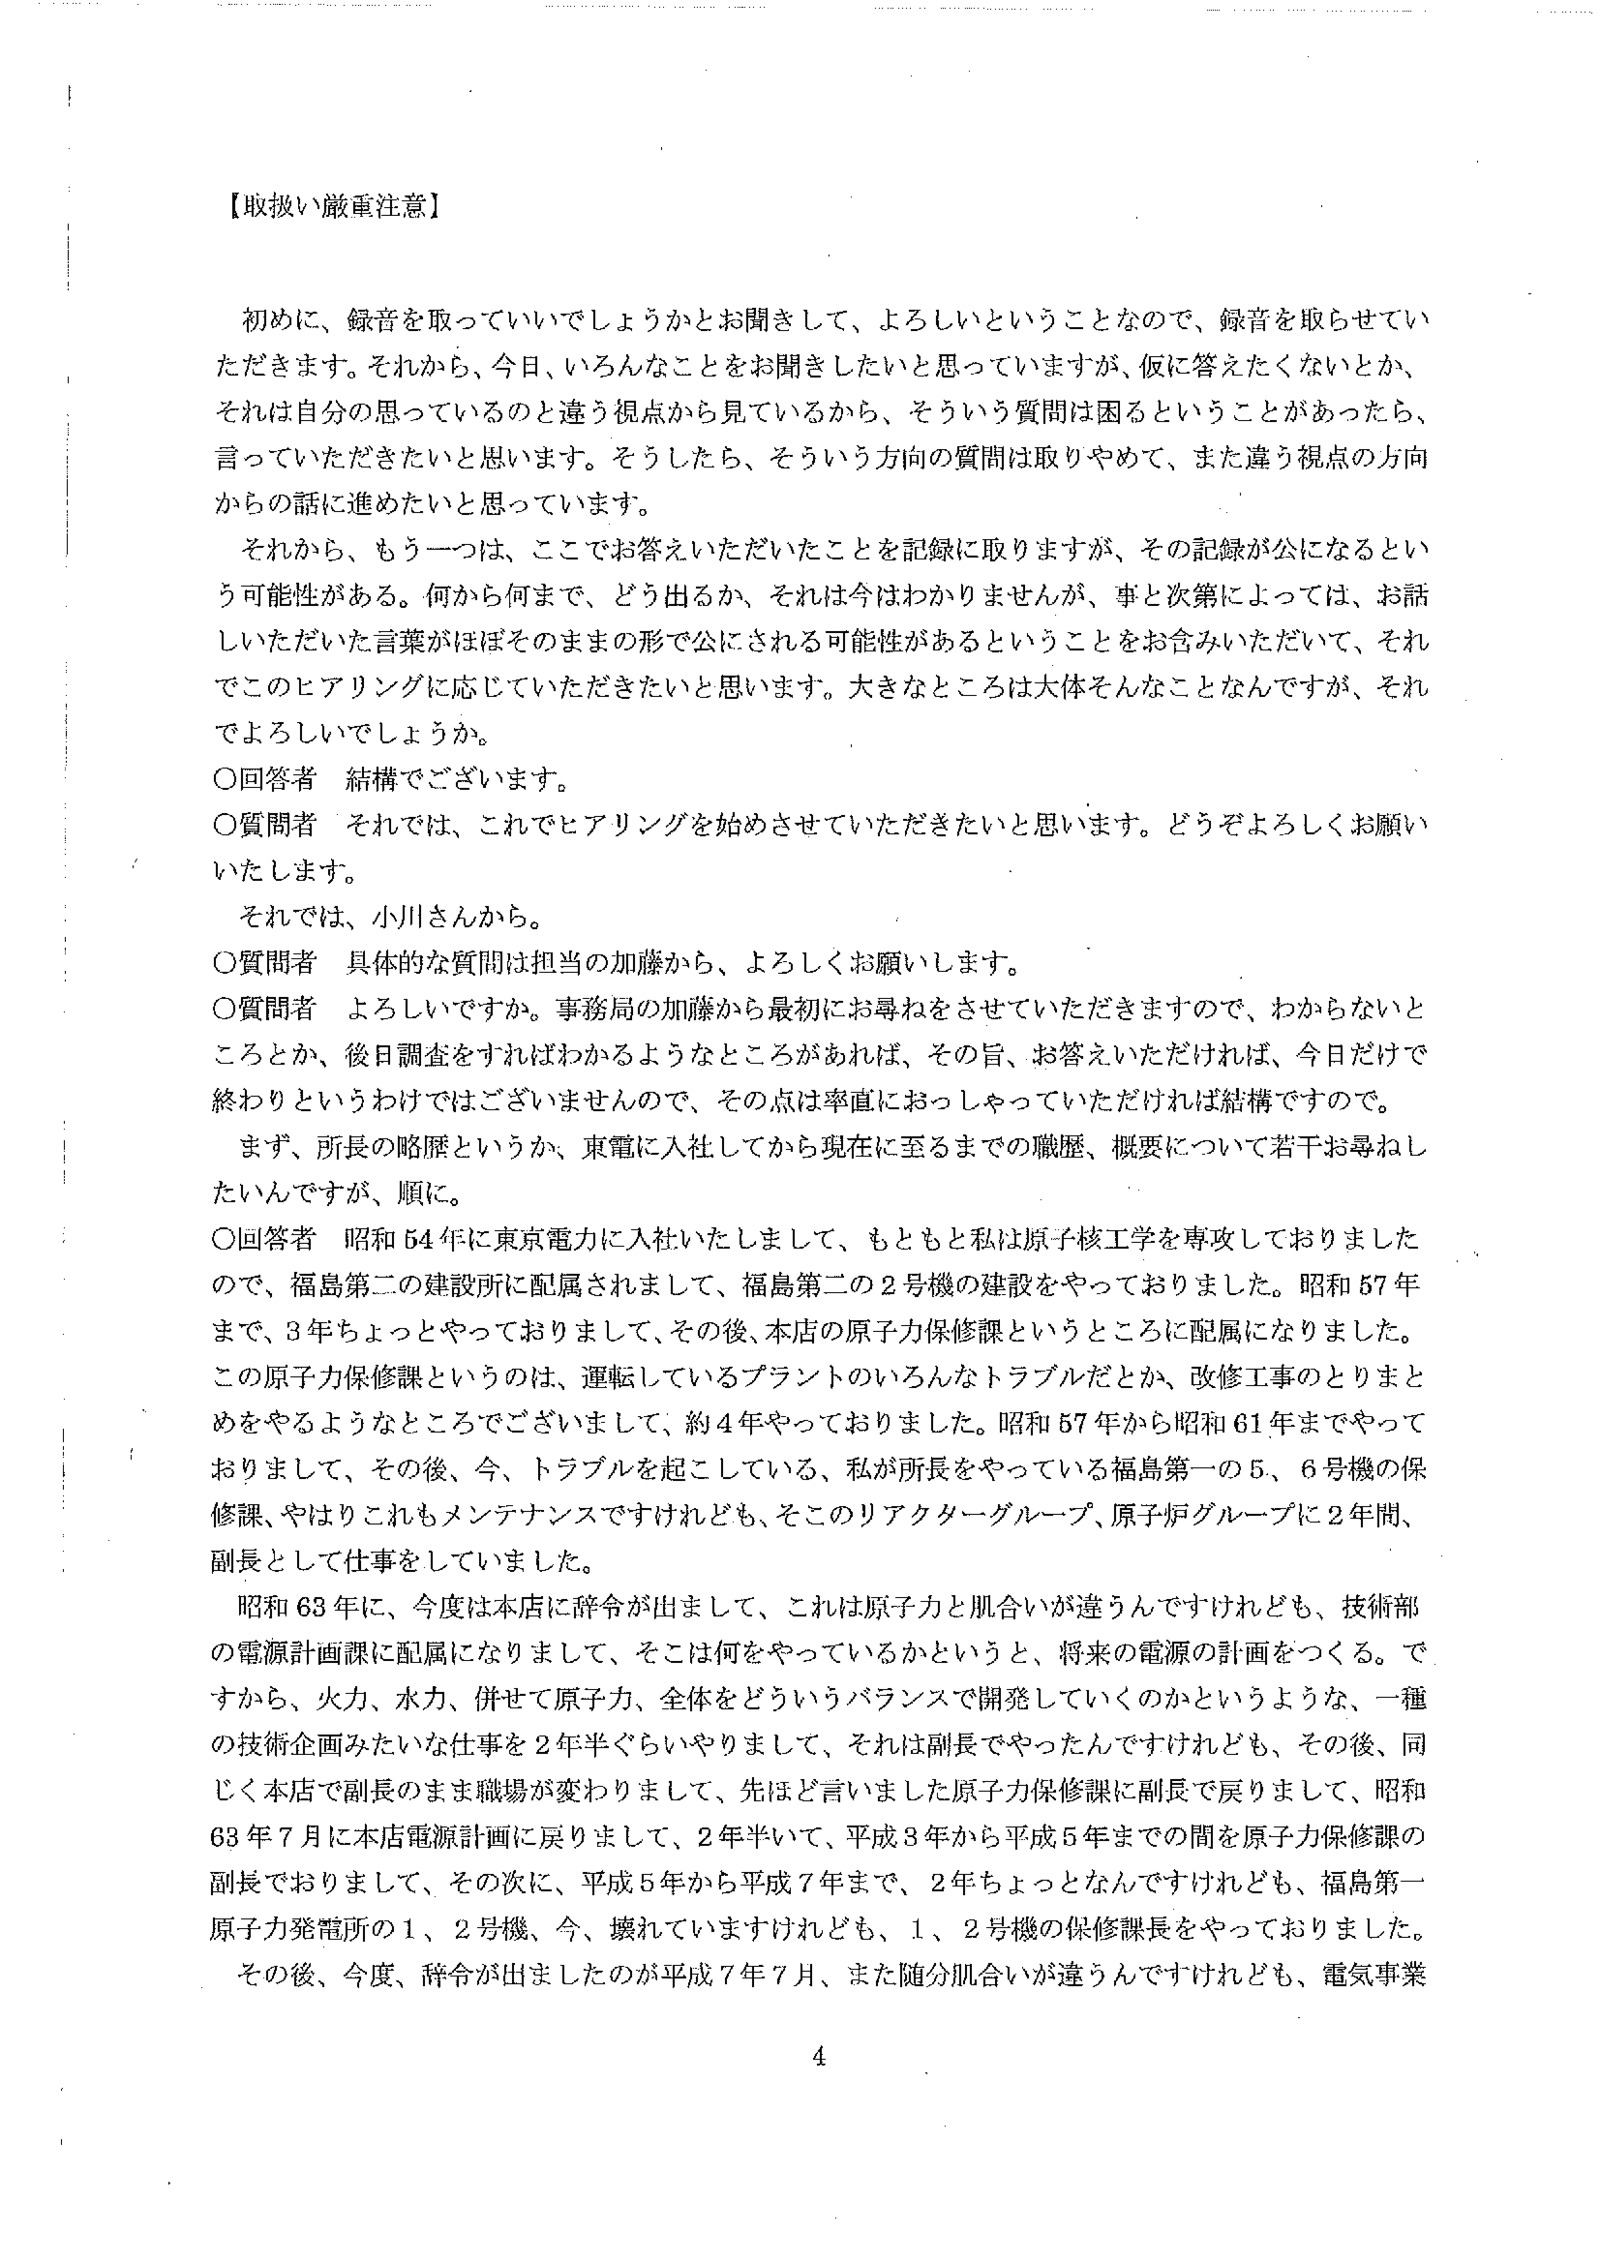 【取扱い厳重注意】
初めに、録音を取っていいでしょうかとお聞きして、よろしいということなので、録音を取らせてい
ただきます。それから、今日、いろんなことをお聞きしたいと思っていますが、仮に答えたくないとか、
それは自分の思っているのと違う視点から見ているから、そういう質問は困るということがあったら、
言っていただきたいと思います。そうしたら、そういう方向の質問は取りやめて、また違う視点の方向
からの話に進めたいと思っています。
それから、もう一つは、ここでお答えいただいたことを記録に取りますが、その記録が公になるとい
う可能性がある。何から何まで、どう出るか、それは今はわかりませんが、事と次第によっては、お話
しいただいた言葉がほぼそのままの形で公にされる可能性があるということをお含みいただいて、それ
でこのヒアリングに応じていただきたいと思います。大きなところは大体そんなことなんですが、それ
でよろしいでしょうか。
○回答者　結構でございます。
○質問者　それでは、これでヒアリングを始めさせていただきたいと思います。どうぞよろしくお願い
いたします。
それでは、小川さんから。
○質問者　具体的な質問は担当の加藤から、よろしくお願いします。
○質問者　よろしいですか。事務局の加藤から最初にお尋ねをさせていただきますので、わからないと
ころとか、後日調査をすればわかるようなところがあれば、その旨、お答えいただければ、今日だけで
終わりというわけではございませんので、その点は率直におっしゃっていただければ結構ですので。
まず、所長の略歴というか、東電に入社してから現在に至るまでの職歴、概要について若干お尋ねし
たいんですが、順に。
○回答者　昭和54年に東京電力に入社いたしまして、もともと私は原子核工学を専攻しておりました
ので、福島第二の建設所に配属されまして、福島第二の2号機の建設をやっておりました。昭和57年
まで、3年ちょっとやっておりまして、その後、本店の原子力保修課というところに配属になりました。
この原子力保修課というのは、運転しているプラントのいろんなトラブルだとか、改修工事のとりまと
めをやるようなところでございまして、約4年やっておりました。昭和57年から昭和61年までやって
おりまして、その後、今、トラブルを起こしている、私が所長をやっている福島第一の5、6号機の保
修課、やはりこれもメンテナンスですけれども、そこのリアクターグループ、原子炉グループに2年間、
副長として仕事をしていました。
昭和63年に、今度は本店に辞令が出まして、これは原子力と肌合いが違うんですけれども、技術部
の電源計画課に配属になりまして、そこは何をやっているかというと、将来の電源の計画をつくる。で
すから、火力、水力、併せて原子力、全体をどういうバランスで開発していくのかというような、一種
の技術企画みたいな仕事を2年半ぐらいやりまして、それは副長でやったんですけれども、その後、同
じく本店で副長のまま職場が変わりまして、先ほど言いました原子力保修課に副長で戻りまして、昭和
63年7月に本店電源計画に戻りまして、2年半いて、平成3年から平成5年までの間を原子力保修課の
副長でおりまして、その次に、平成5年から平成7年まで、2年ちょっとなんですけれども、福島第一
原子力発電所の1、2号機、今、壊れていますけれども、1、2号機の保修課長をやっておりました。
その後、今度、辞令が出ましたのが平成7年7月、また随分肌合いが違うんですけれども、電気事業
4